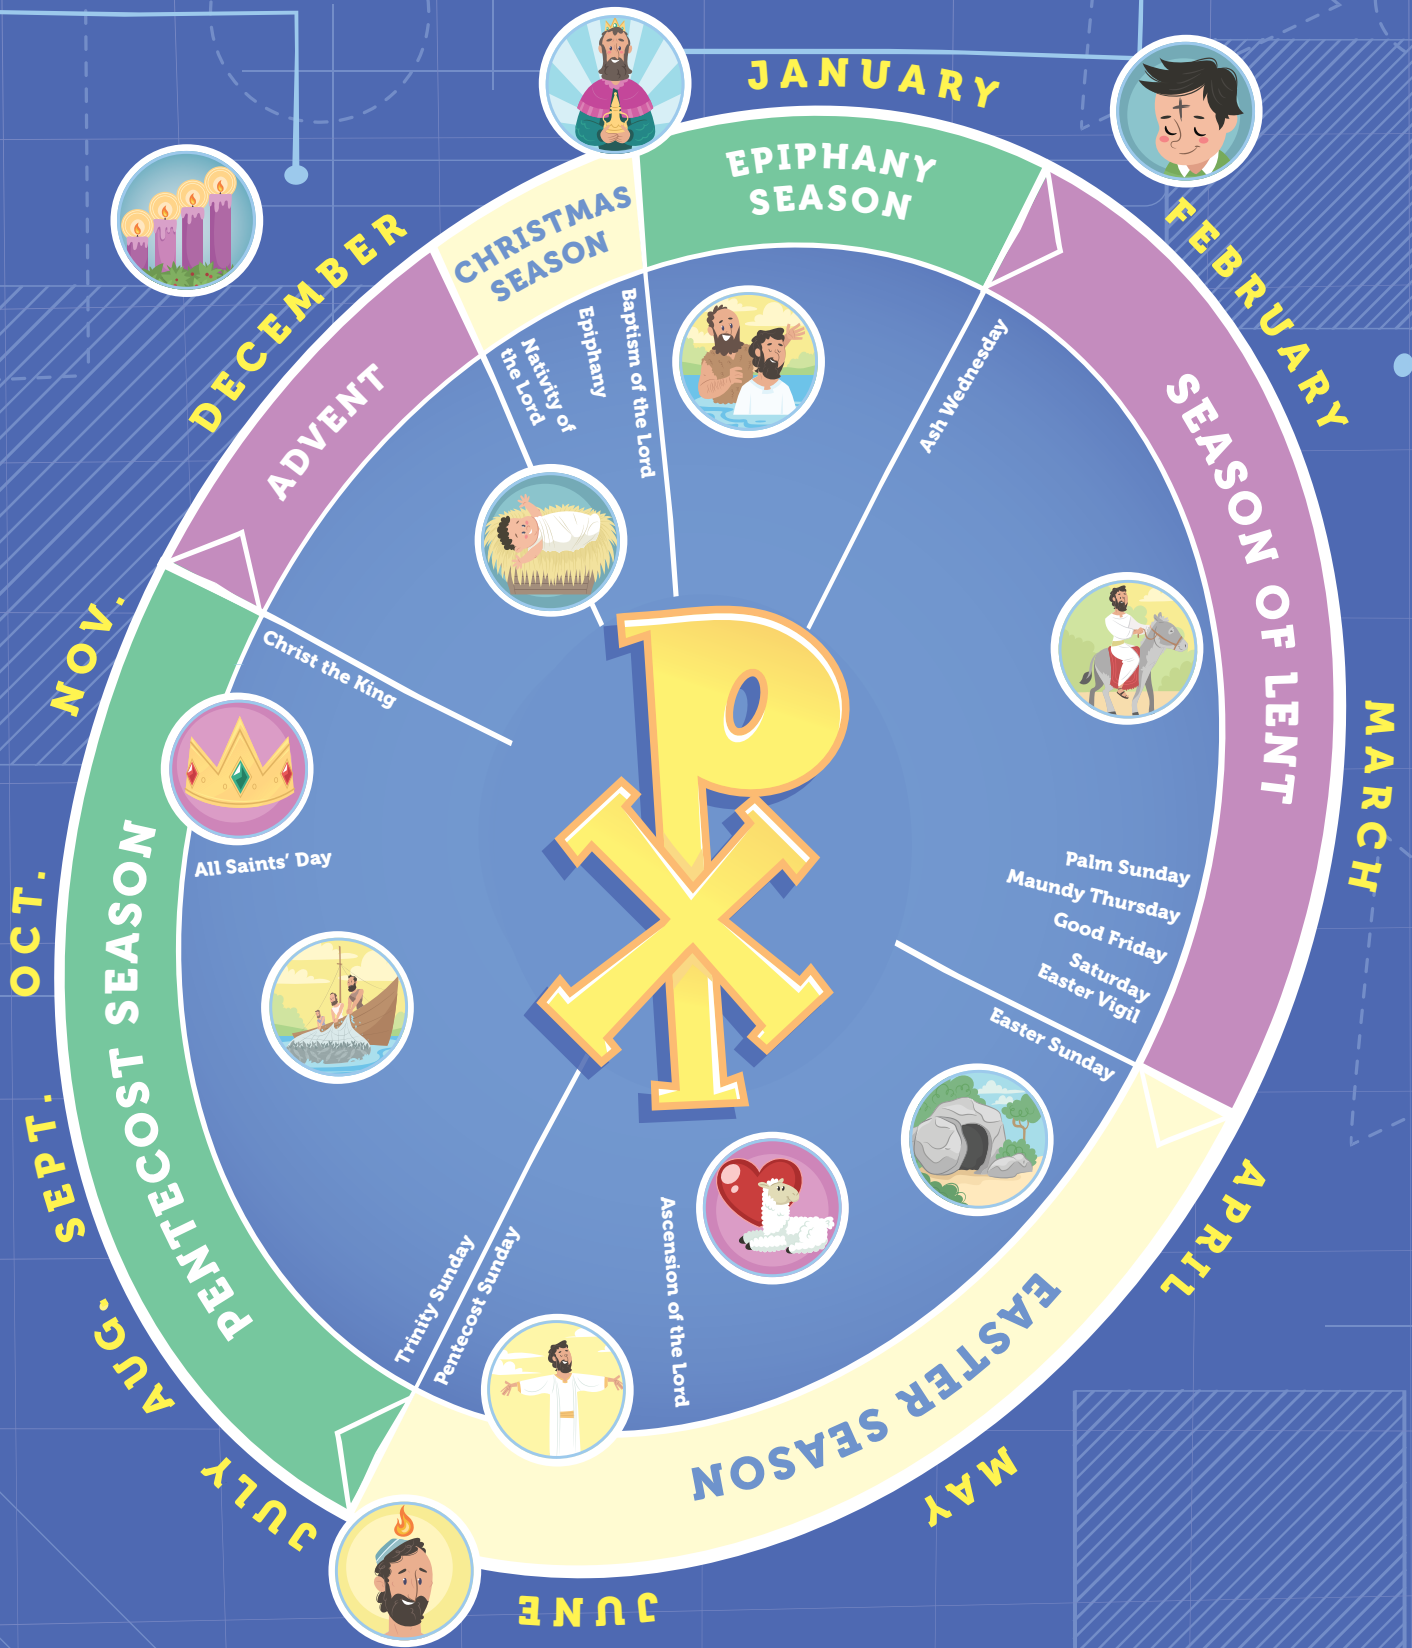 JANUARY
FEBRUARY
MARCH
APRIL
MAY
JUNE
JULY
AUG.
SEPT.
OCT.
NOV.
DECEMBER
EPIPHANY
SEASON
SEASON OF LENT
EASTER SEASON
PENTECOST SEASON
ADVENT
CHRISTMAS
SEASON
Nativity of
the Lord
Epiphany
Baptism of the Lord
Ash Wednesday
Palm Sunday
Maundy Thursday
Good Friday
Saturday
Easter Vigil
Easter Sunday
Ascension of the Lord
Pentecost Sunday
Trinity Sunday
All Saints’ Day
Christ the King